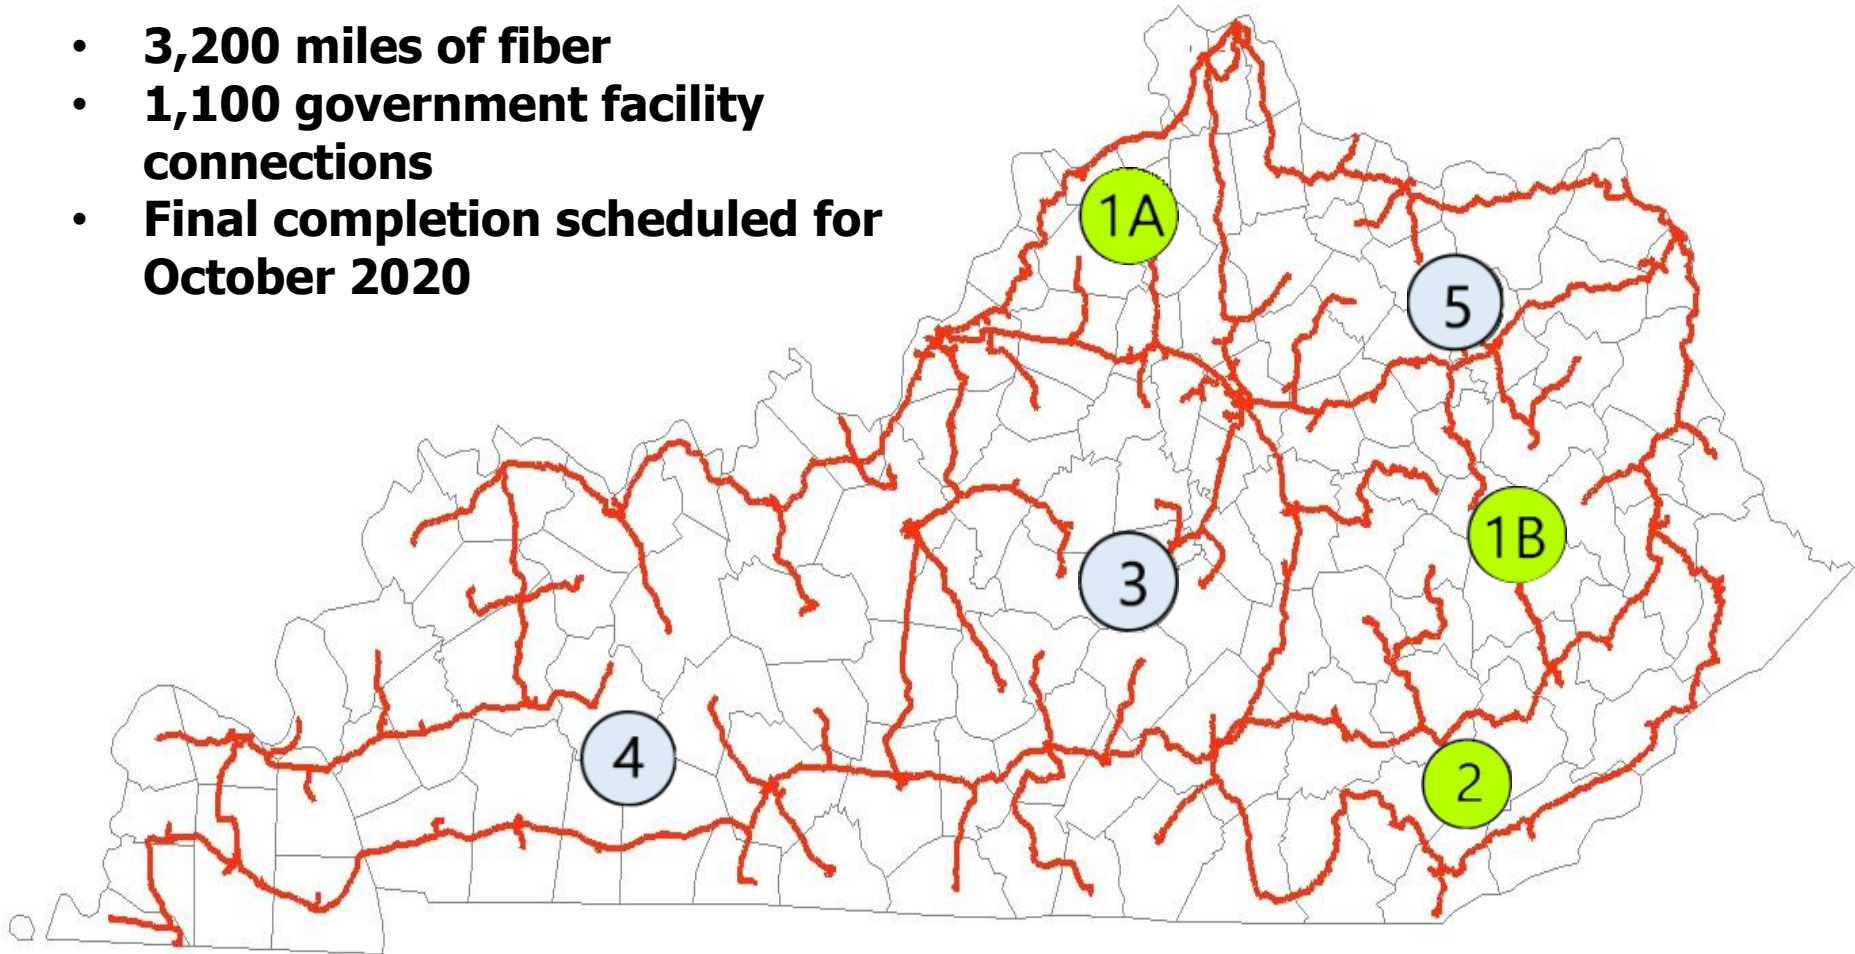 • 3,200 miles of fiber
• 1,100 government facility
connections
• Final completion scheduled for
October 2020
1A
5
1B
3
4
2